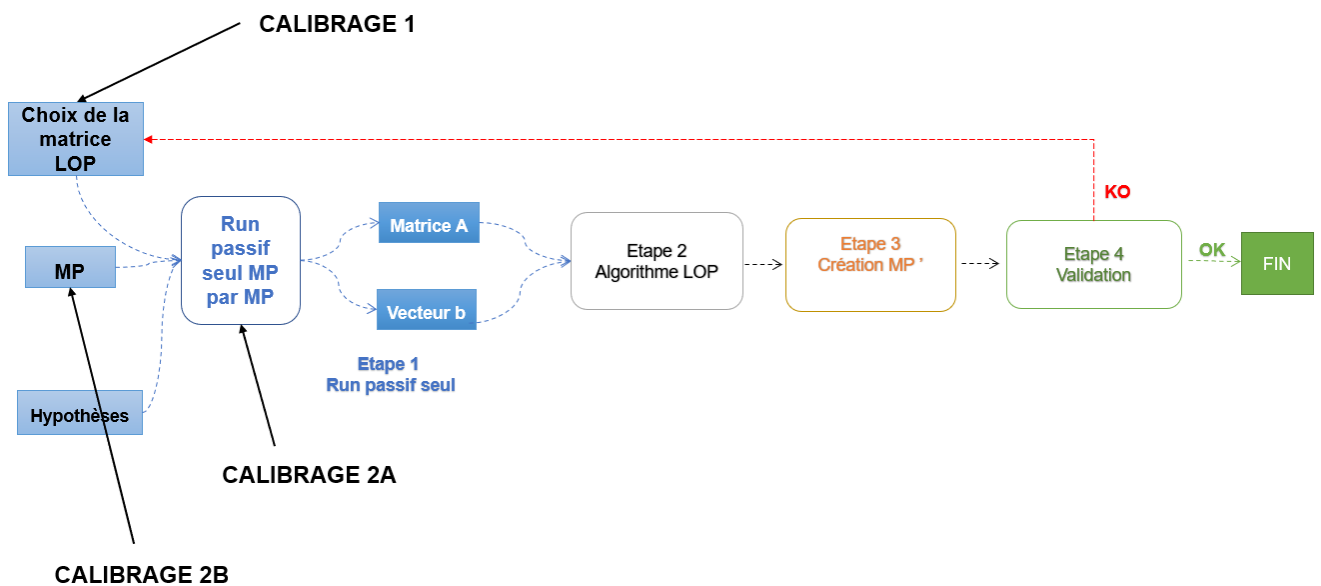 CALIBRAGE 1
Choix de la
matrice
LOP
KO
Run
passif
seul MP
par MP
Matrice A
Etape 2
Algorithme LOP
Etape 3
Création MP '
Etape 4
Validation
OK
FIN
MP
Vecteur b
Etape 1
Run passif seul
Hypothèses
CALIBRAGE 2A
CALIBRAGE 2B